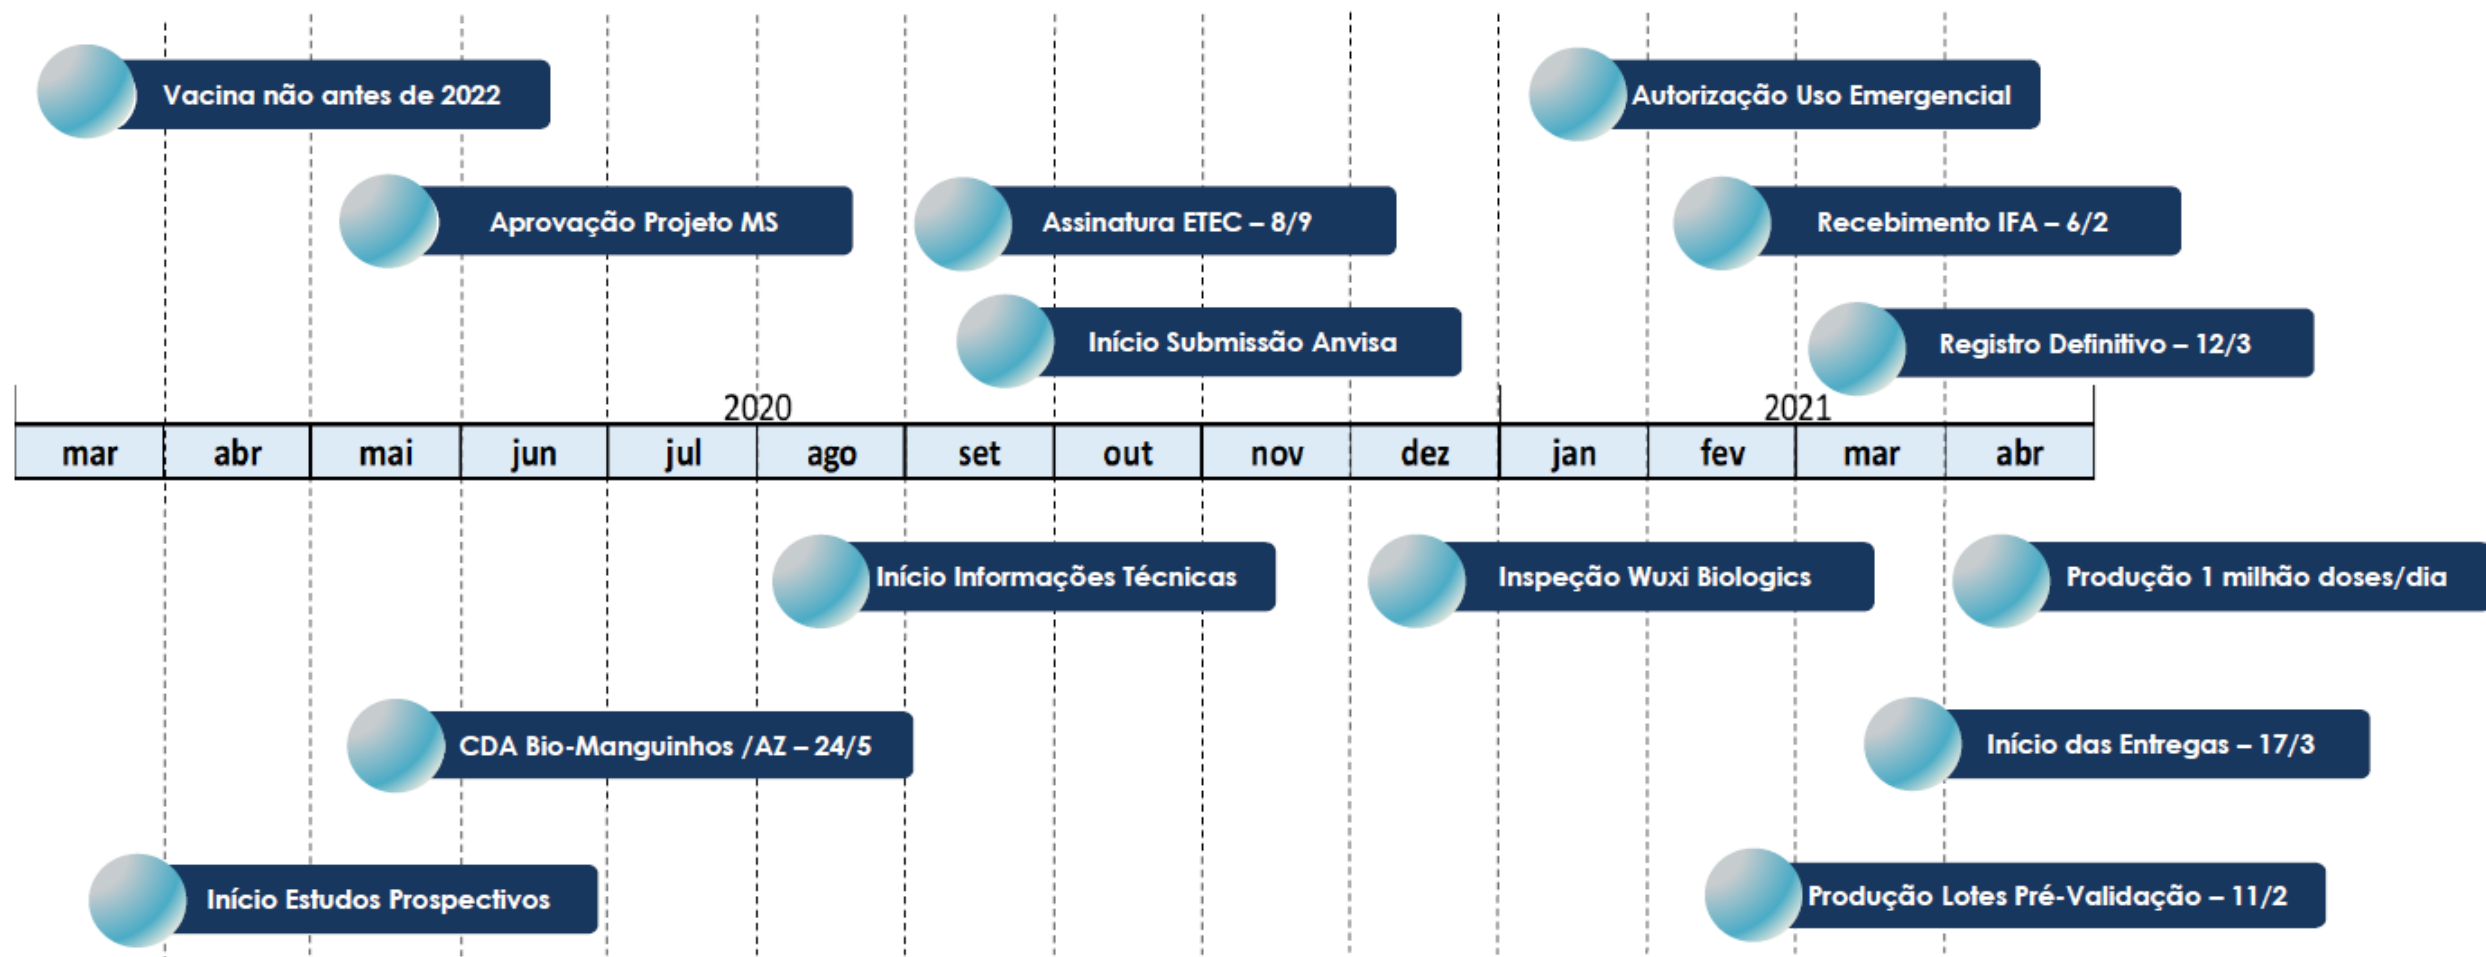 Vacina não antes de 2022
Autorização Uso Emergencial
Aprovação Projeto MS
Assinatura ETEC – 8/9
Recebimento IFA – 6/2
Início Submissão Anvisa
Registro Definitivo – 12/3
2020
2021
mar abr mai jun jul ago set out nov dez jan fev mar abr
Início Informações Técnicas
Inspeção Wuxi Biologics
Produção 1 milhão doses/dia
CDA Bio-Manguinhos /AZ – 24/5
Início das Entregas – 17/3
Início Estudos Prospectivos
Produção Lotes Pré-Validação – 11/2